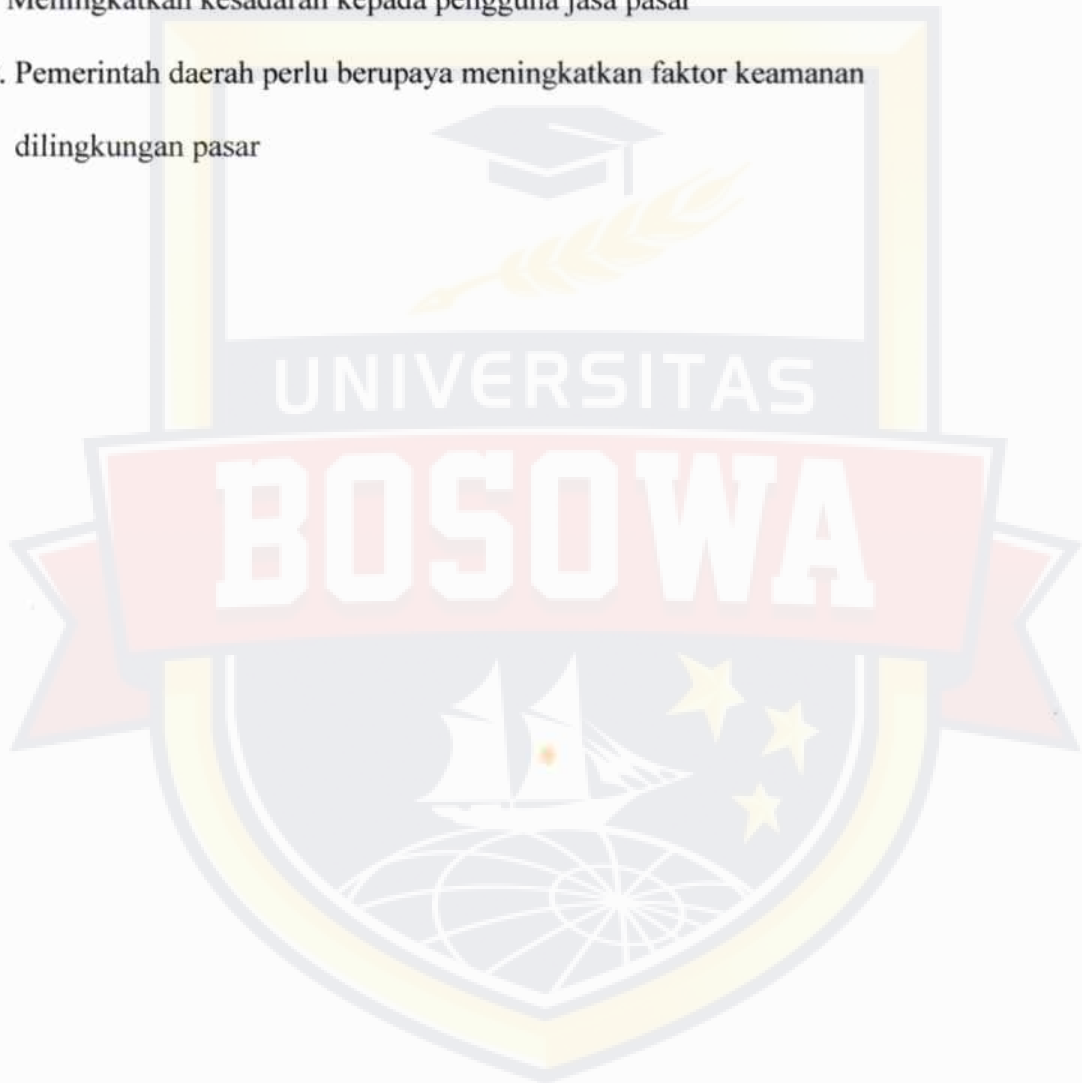 Meningkatkan kesadaran kepada pengguna jasa pasar
. Pemerintah daerah perlu berupaya meningkatkan faktor keamanan
dilingkungan pasar
UNIVERSITAS
BOSOWA